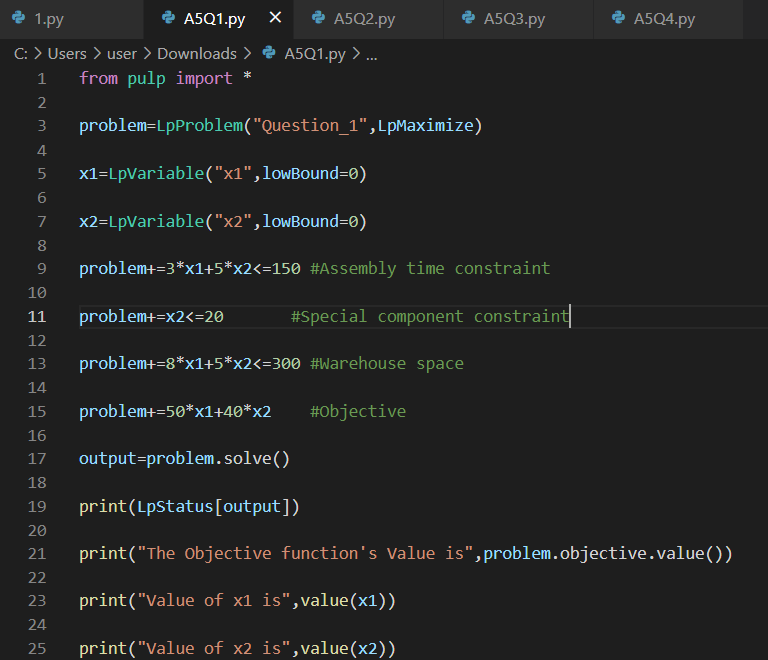 1.py A5Q1.py × A5Q2.py A5Q3.py A5Q4.py
C: > Users > user > Downloads > A5Q1.py > ...
1 from pulp import *
2
3 problem=LpProblem("Question_1",LpMaximize)
4
5 x1=LpVariable("x1",lowBound=0)
6
7 x2=LpVariable("x2",lowBound=0)
8
9 problem+=3*x1+5*x2<=150 #Assembly time constraint
10
11 problem+=x2<=20       #Special component constraint
12
13 problem+=8*x1+5*x2<=300 #Warehouse space
14
15 problem+=50*x1+40*x2    #Objective
16
17 output=problem.solve()
18
19 print(LpStatus[output])
20
21 print("The Objective function's Value is",problem.objective.value())
22
23 print("Value of x1 is",value(x1))
24
25 print("Value of x2 is",value(x2))